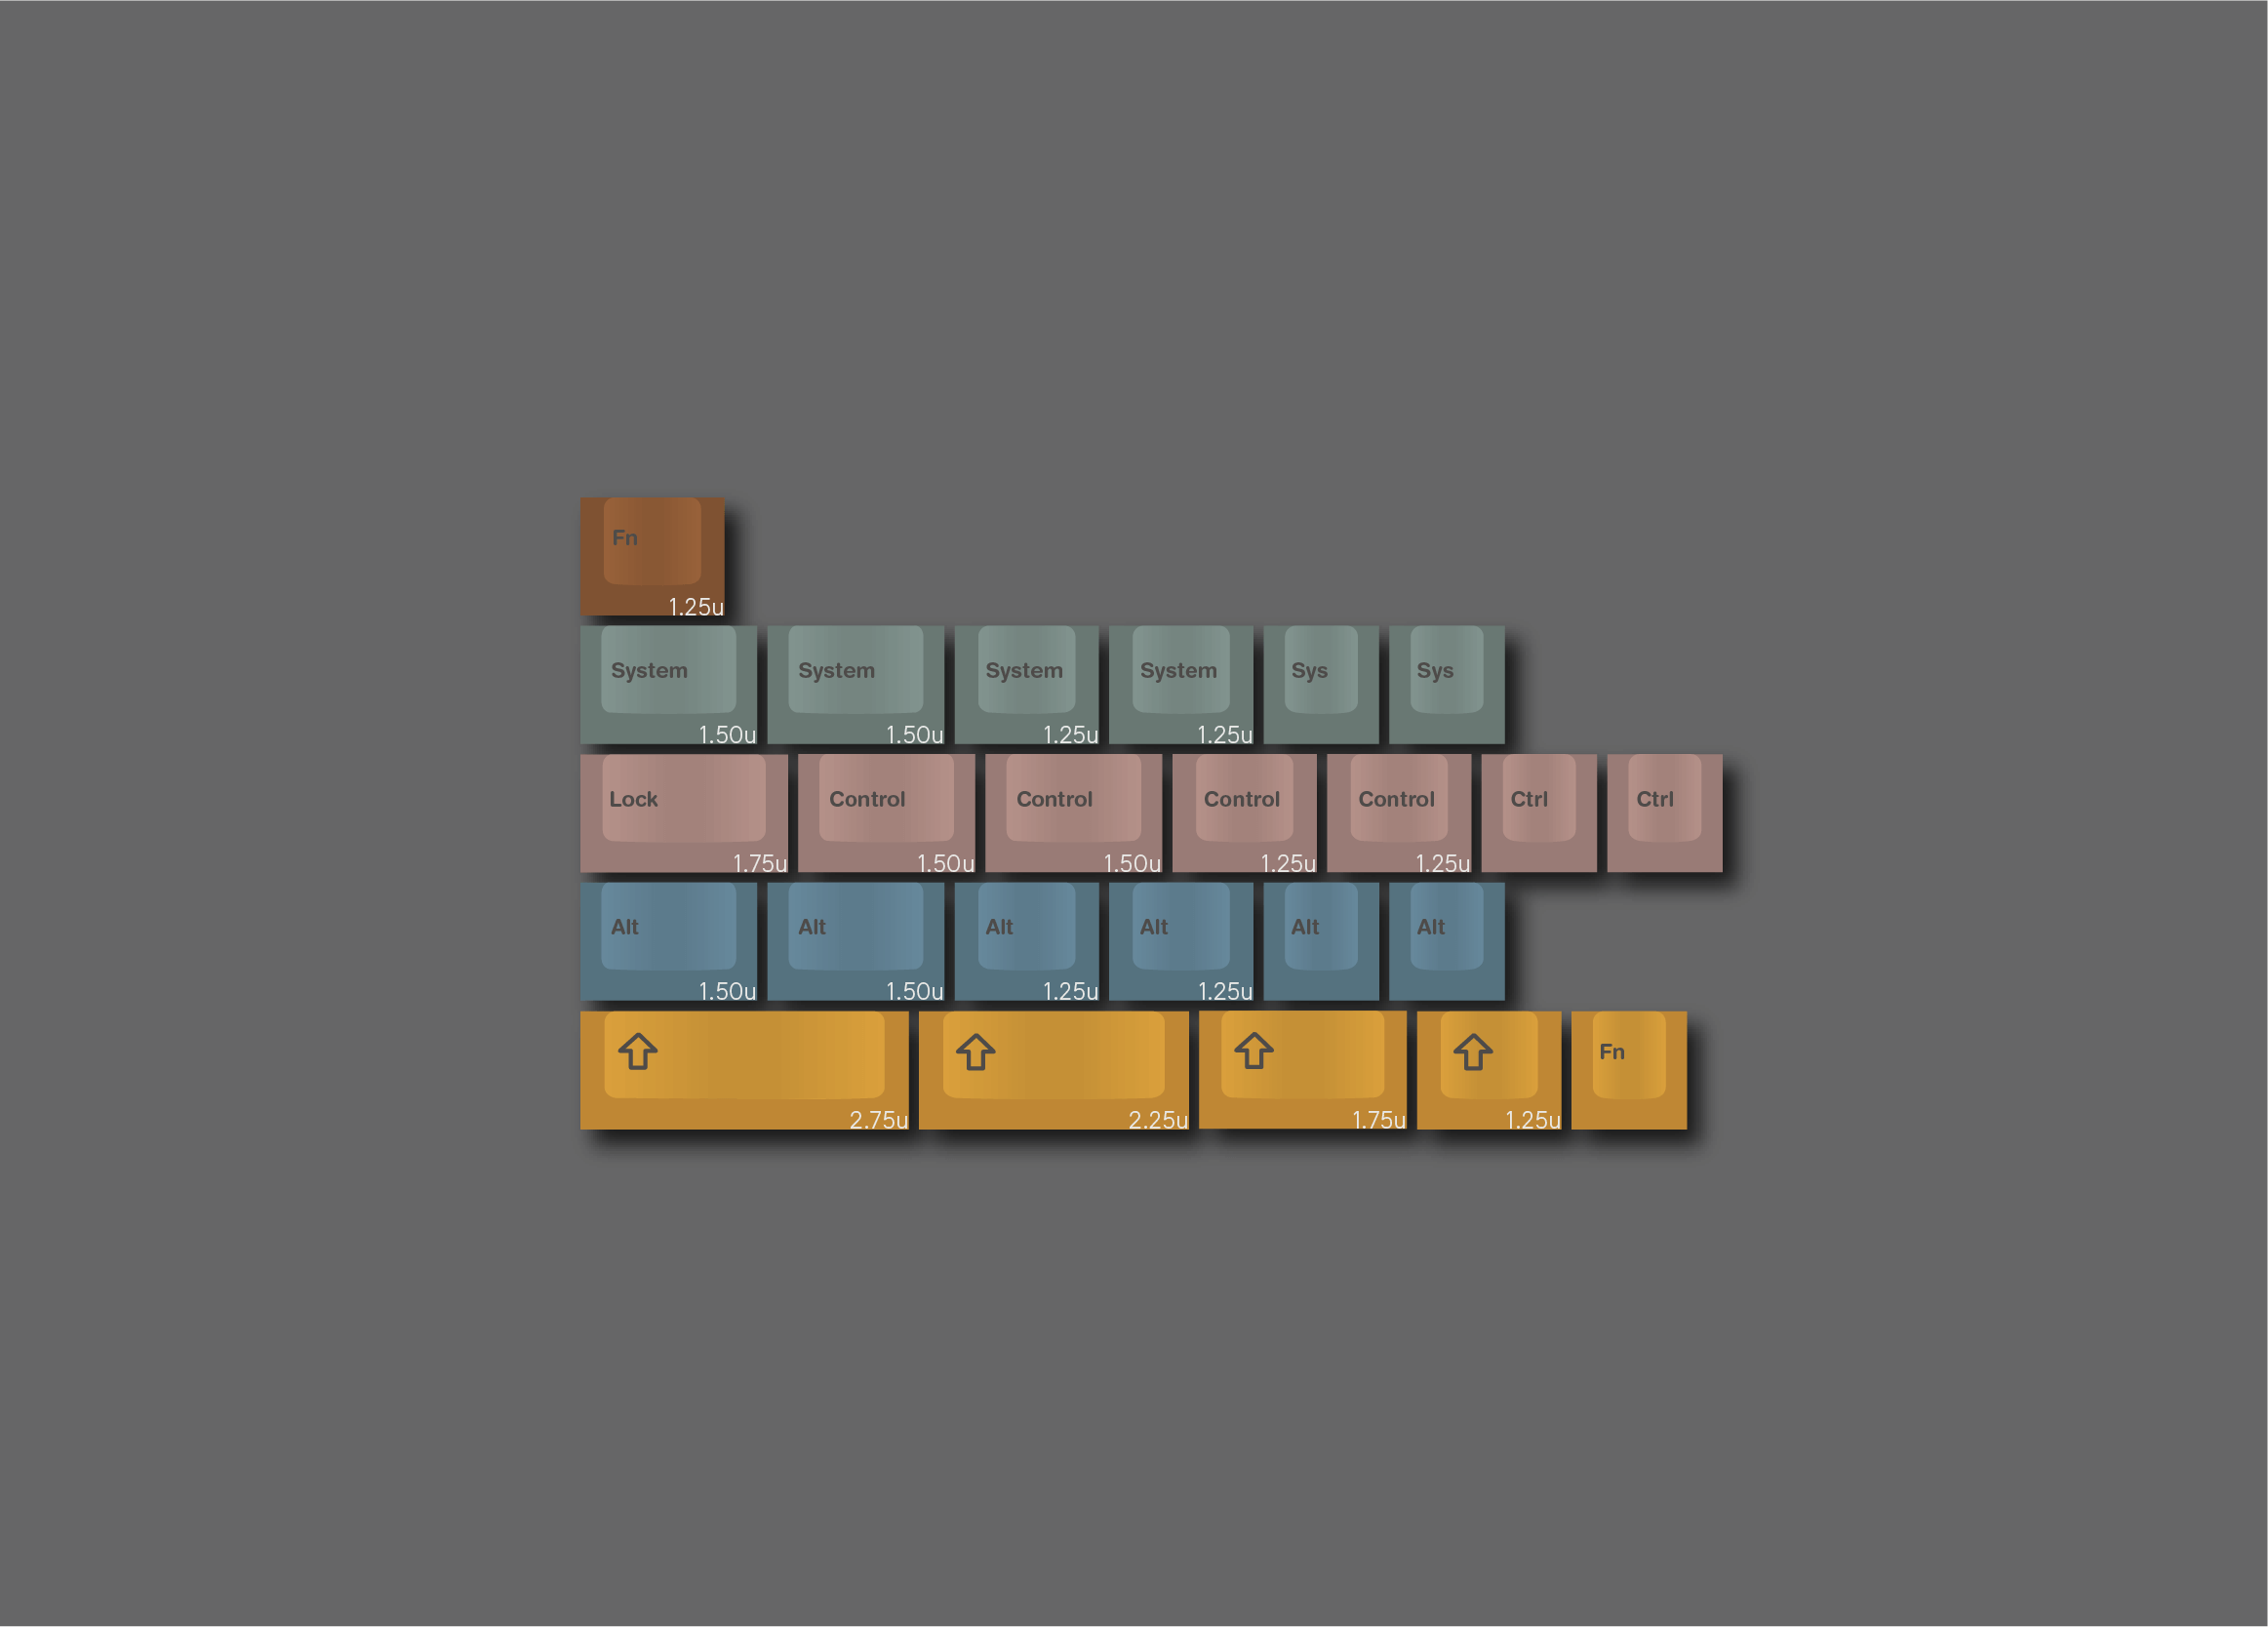 Fn
1.25u
System System System System Sys Sys
1.50u 1.50u 1.25u 1.25u
Lock Control Control Control Control Ctrl Ctrl
1.75u 1.50u 1.50u 1.25u 1.25u
Alt Alt Alt Alt Alt Alt
1.50u 1.50u 1.25u 1.25u
Fn
2.75u 2.25u 1.75u 1.25u